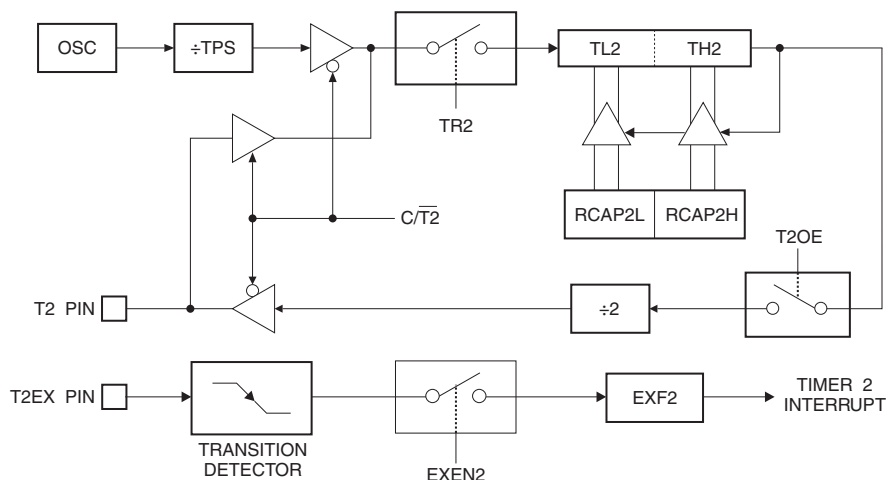 OSC
÷TPS
TR2
TL2
TH2
C/T̅2̅
RCAP2L
RCAP2H
T2OE
T2 PIN
÷2
T2EX PIN
TRANSITION
DETECTOR
EXEN2
EXF2
TIMER 2
INTERRUPT